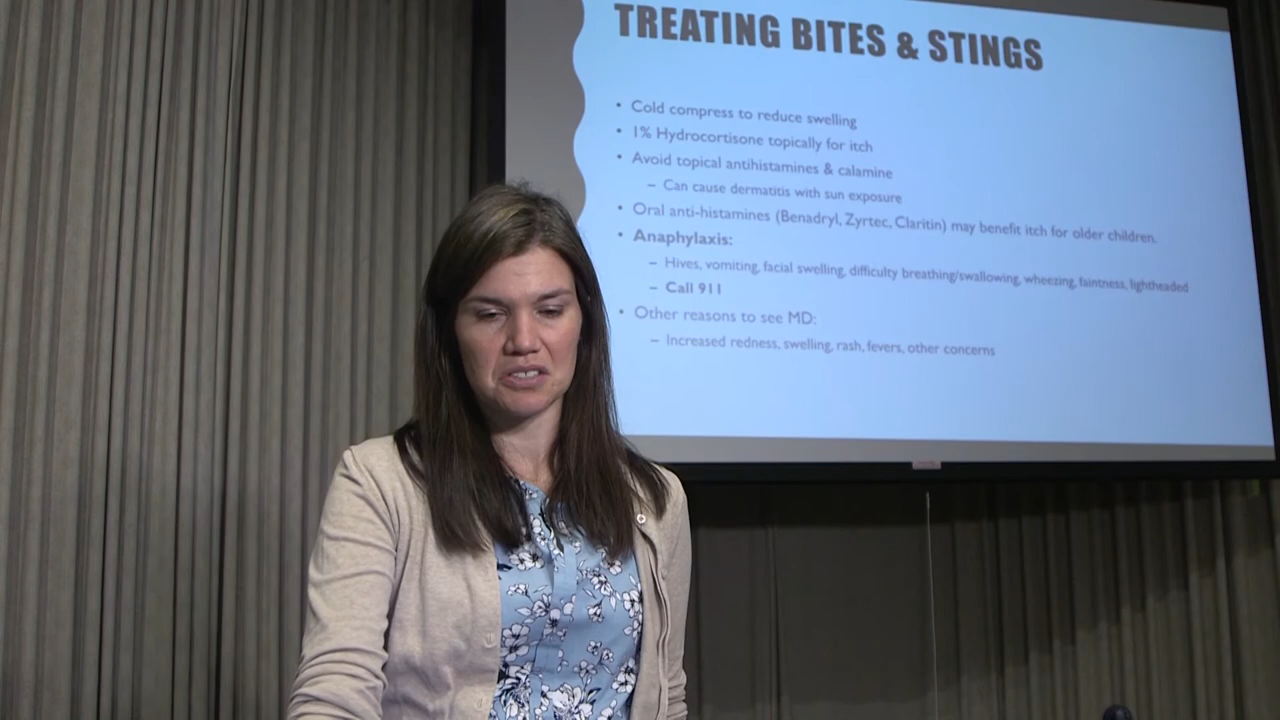 TREATING BITES & STINGS
• Cold compress to reduce swelling
• 1% Hydrocortisone topically for itch
• Avoid topical antihistamines & calamine
– Can cause dermatitis with sun exposure
• Oral anti-histamines (Benadryl, Zyrtec, Claritin) may benefit itch for older children.
• Anaphylaxis:
– Hives, vomiting, facial swelling, difficulty breathing/swallowing, wheezing, faintness, lightheaded
– Call 911
• Other reasons to see MD:
– Increased redness, swelling, rash, fevers, other concerns